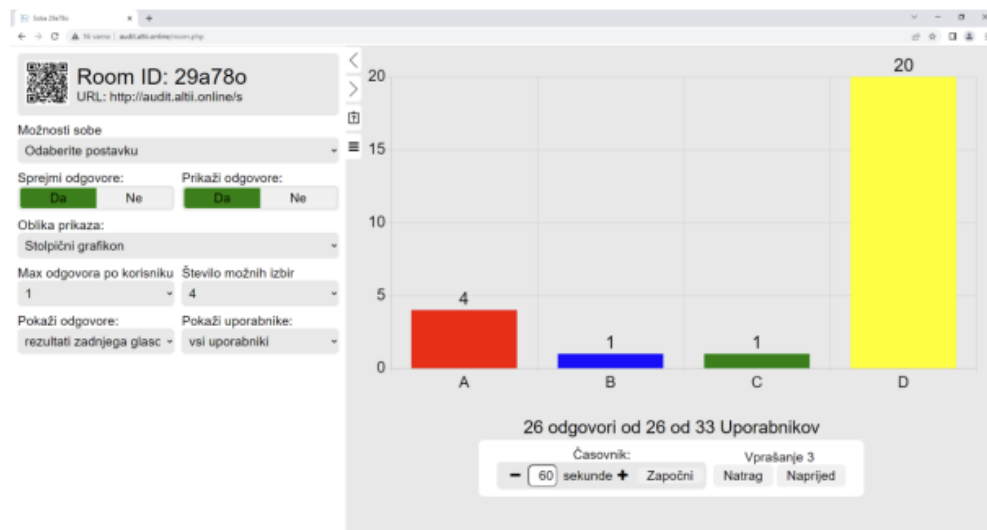 Soba 29a78o
Ni varno | audit.altii.online/room.php
Room ID: 29a78o
URL: http://audit.altii.online/s
Možnosti sobe
Odaberite postavku
Sprejmi odgovore: Prikaži odgovore:
Da Ne Da Ne
Oblika prikaza:
Stolpični grafikon
Max odgovora po korisniku Število možnih izbir
1 4
Pokaži odgovore: Pokaži uporabnike:
rezultati zadnjega glasc vsi uporabniki
20
20
15
10
5
4
1
1
0
A B C D
26 odgovori od 26 od 33 Uporabnikov
Časovnik: Vprašanje 3
− 60 sekunde + Započni Natrag Naprijed